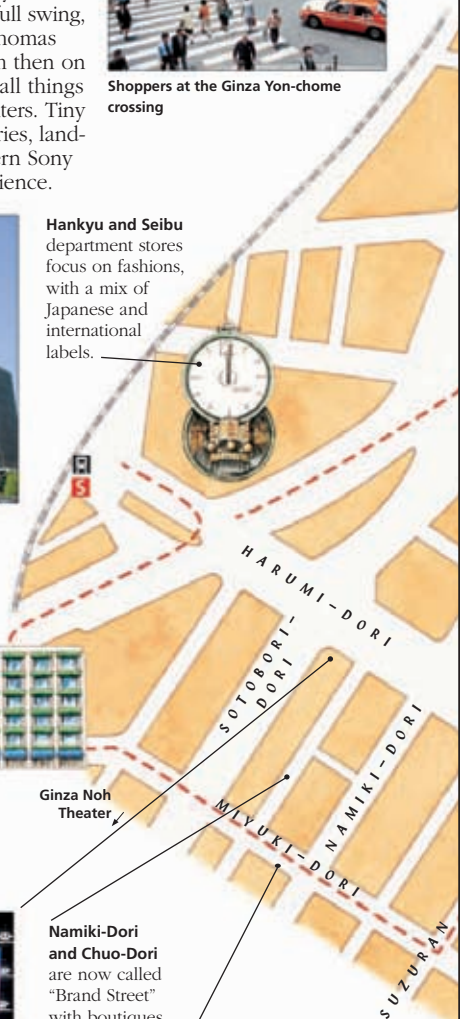 full swing,
homas
n then on
all things
ters. Tiny
ries, land-
ern Sony
ience.
Shoppers at the Ginza Yon-chome
crossing
Hankyu and Seibu
department stores
focus on fashions,
with a mix of
Japanese and
international
labels.
S
HARUMI-DORI
SOTOBORI-
DORI
NAMIKI-DORI
MIYUKI-DORI
Ginza Noh
Theater
SUZURAN
Namiki-Dori
and Chuo-Dori
are now called
“Brand Street”
with boutiques